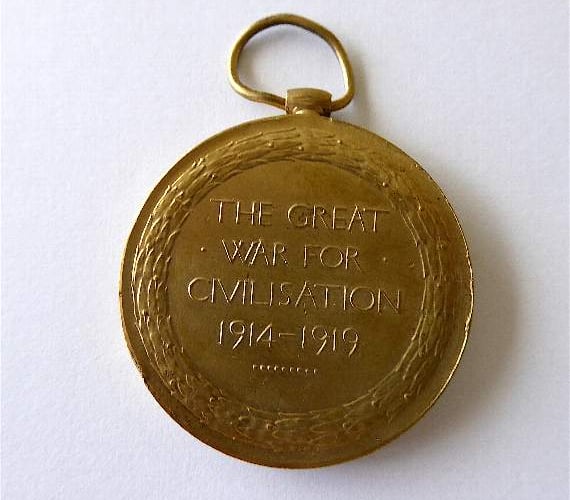 THE GREAT
· WAR FOR ·
CIVILISATION
1914-1919